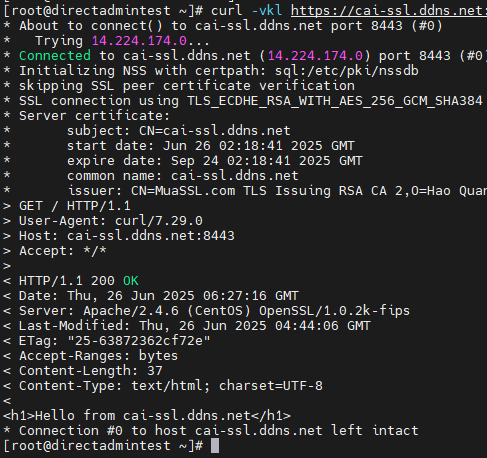 [root@directadmintest ~]# curl -vkl https://cai-ssl.ddns.net:
* About to connect() to cai-ssl.ddns.net port 8443 (#0)
*   Trying 14.224.174.0...
* Connected to cai-ssl.ddns.net (14.224.174.0) port 8443 (#0)
* Initializing NSS with certpath: sql:/etc/pki/nssdb
* skipping SSL peer certificate verification
* SSL connection using TLS_ECDHE_RSA_WITH_AES_256_GCM_SHA384
* Server certificate:
*       subject: CN=cai-ssl.ddns.net
*       start date: Jun 26 02:18:41 2025 GMT
*       expire date: Sep 24 02:18:41 2025 GMT
*       common name: cai-ssl.ddns.net
*       issuer: CN=MuaSSL.com TLS Issuing RSA CA 2,O=Hao Quan
> GET / HTTP/1.1
> User-Agent: curl/7.29.0
> Host: cai-ssl.ddns.net:8443
> Accept: */*
>
< HTTP/1.1 200 OK
< Date: Thu, 26 Jun 2025 06:27:16 GMT
< Server: Apache/2.4.6 (CentOS) OpenSSL/1.0.2k-fips
< Last-Modified: Thu, 26 Jun 2025 04:44:06 GMT
< ETag: "25-63872362cf72e"
< Accept-Ranges: bytes
< Content-Length: 37
< Content-Type: text/html; charset=UTF-8
<
<h1>Hello from cai-ssl.ddns.net</h1>
* Connection #0 to host cai-ssl.ddns.net left intact
[root@directadmintest ~]#